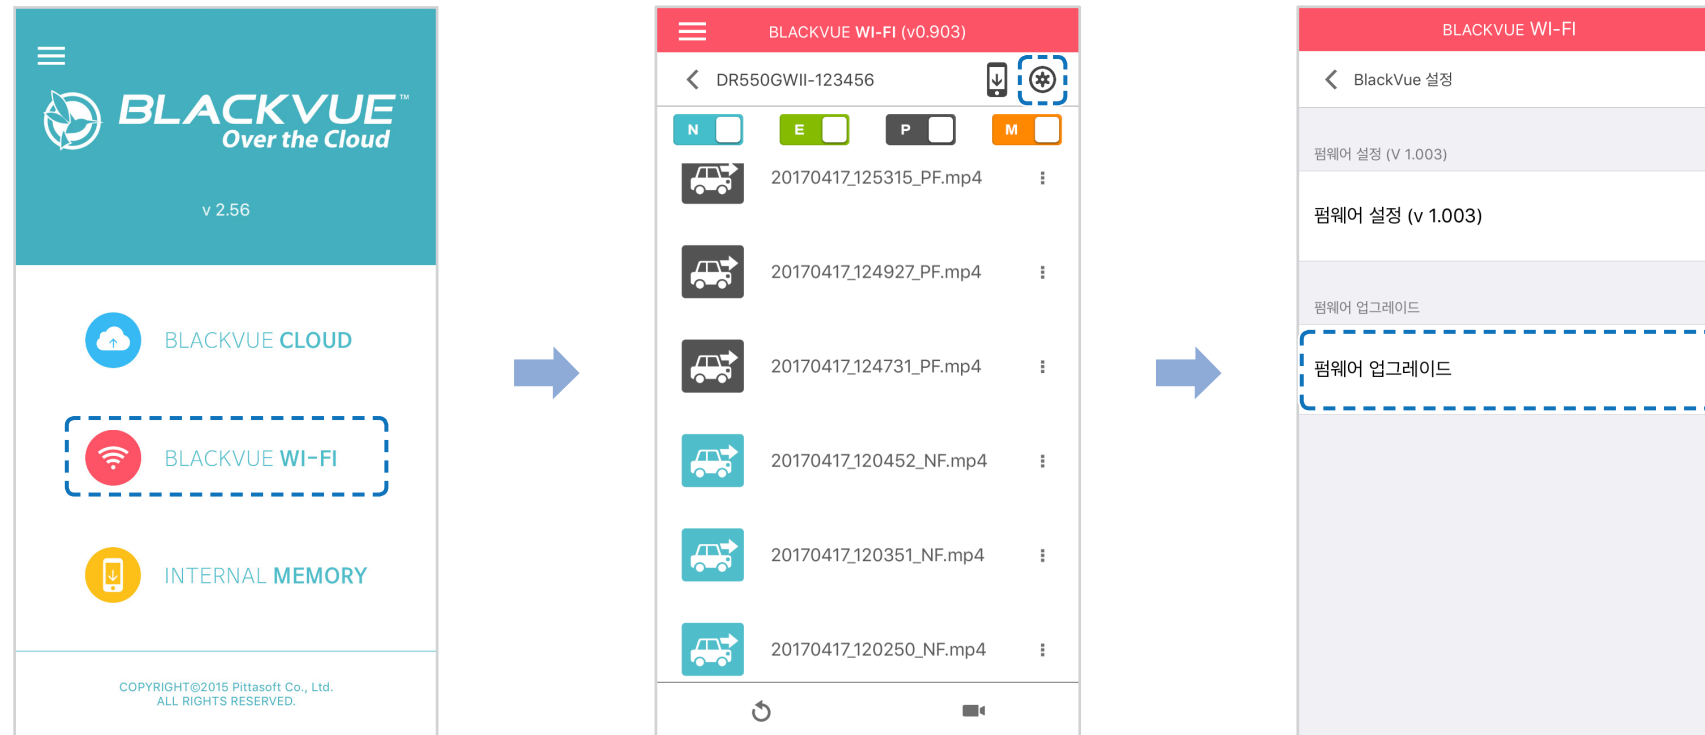 BLACKVUE™
Over the Cloud
v 2.56
BLACKVUE CLOUD
BLACKVUE WI-FI
INTERNAL MEMORY
COPYRIGHT©2015 Pittasoft Co., Ltd.
ALL RIGHTS RESERVED.
BLACKVUE WI-FI (v0.903)
DR550GWII-123456
N E P M
20170417_125315_PF.mp4
20170417_124927_PF.mp4
20170417_124731_PF.mp4
20170417_120452_NF.mp4
20170417_120351_NF.mp4
20170417_120250_NF.mp4
BLACKVUE WI-FI
BlackVue 설정
펌웨어 설정 (V 1.003)
펌웨어 설정 (v 1.003)
펌웨어 업그레이드
펌웨어 업그레이드